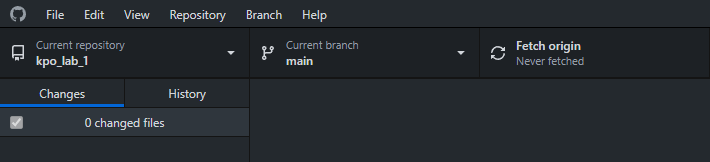 File Edit View Repository Branch Help
Current repository
kpo_lab_1
Current branch
main
Fetch origin
Never fetched
Changes History
0 changed files